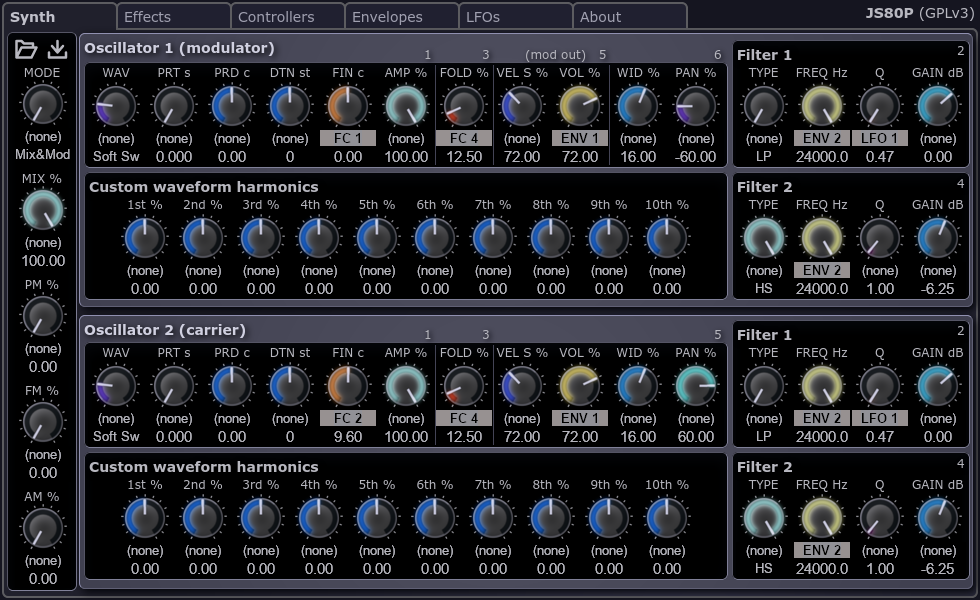 Synth Effects Controllers Envelopes LFOs About JS80P (GPLv3)
MODE
(none)
Mix&Mod
MIX %
(none)
100.00
PM %
(none)
0.00
FM %
(none)
0.00
AM %
(none)
0.00
Oscillator 1 (modulator) 1 3 (mod out) 5 6
WAV PRT s PRD c DTN st FIN c AMP % FOLD % VEL S % VOL % WID % PAN %
(none) (none) (none) (none) FC 1 (none) FC 4 (none) ENV 1 (none) (none)
Soft Sw 0.000 0.00 0 0.00 100.00 12.50 72.00 72.00 16.00 -60.00
Filter 1 2
TYPE FREQ Hz Q GAIN dB
(none) ENV 2 LFO 1 (none)
LP 24000.0 0.47 0.00
Custom waveform harmonics
1st % 2nd % 3rd % 4th % 5th % 6th % 7th % 8th % 9th % 10th %
(none) (none) (none) (none) (none) (none) (none) (none) (none) (none)
0.00 0.00 0.00 0.00 0.00 0.00 0.00 0.00 0.00 0.00
Filter 2 4
TYPE FREQ Hz Q GAIN dB
(none) ENV 2 (none) (none)
HS 24000.0 1.00 -6.25
Oscillator 2 (carrier) 1 3 5
WAV PRT s PRD c DTN st FIN c AMP % FOLD % VEL S % VOL % WID % PAN %
(none) (none) (none) (none) FC 2 (none) FC 4 (none) ENV 1 (none) (none)
Soft Sw 0.000 0.00 0 9.60 100.00 12.50 72.00 72.00 16.00 60.00
Filter 1 2
TYPE FREQ Hz Q GAIN dB
(none) ENV 2 LFO 1 (none)
LP 24000.0 0.47 0.00
Custom waveform harmonics
1st % 2nd % 3rd % 4th % 5th % 6th % 7th % 8th % 9th % 10th %
(none) (none) (none) (none) (none) (none) (none) (none) (none) (none)
0.00 0.00 0.00 0.00 0.00 0.00 0.00 0.00 0.00 0.00
Filter 2 4
TYPE FREQ Hz Q GAIN dB
(none) ENV 2 (none) (none)
HS 24000.0 1.00 -6.25